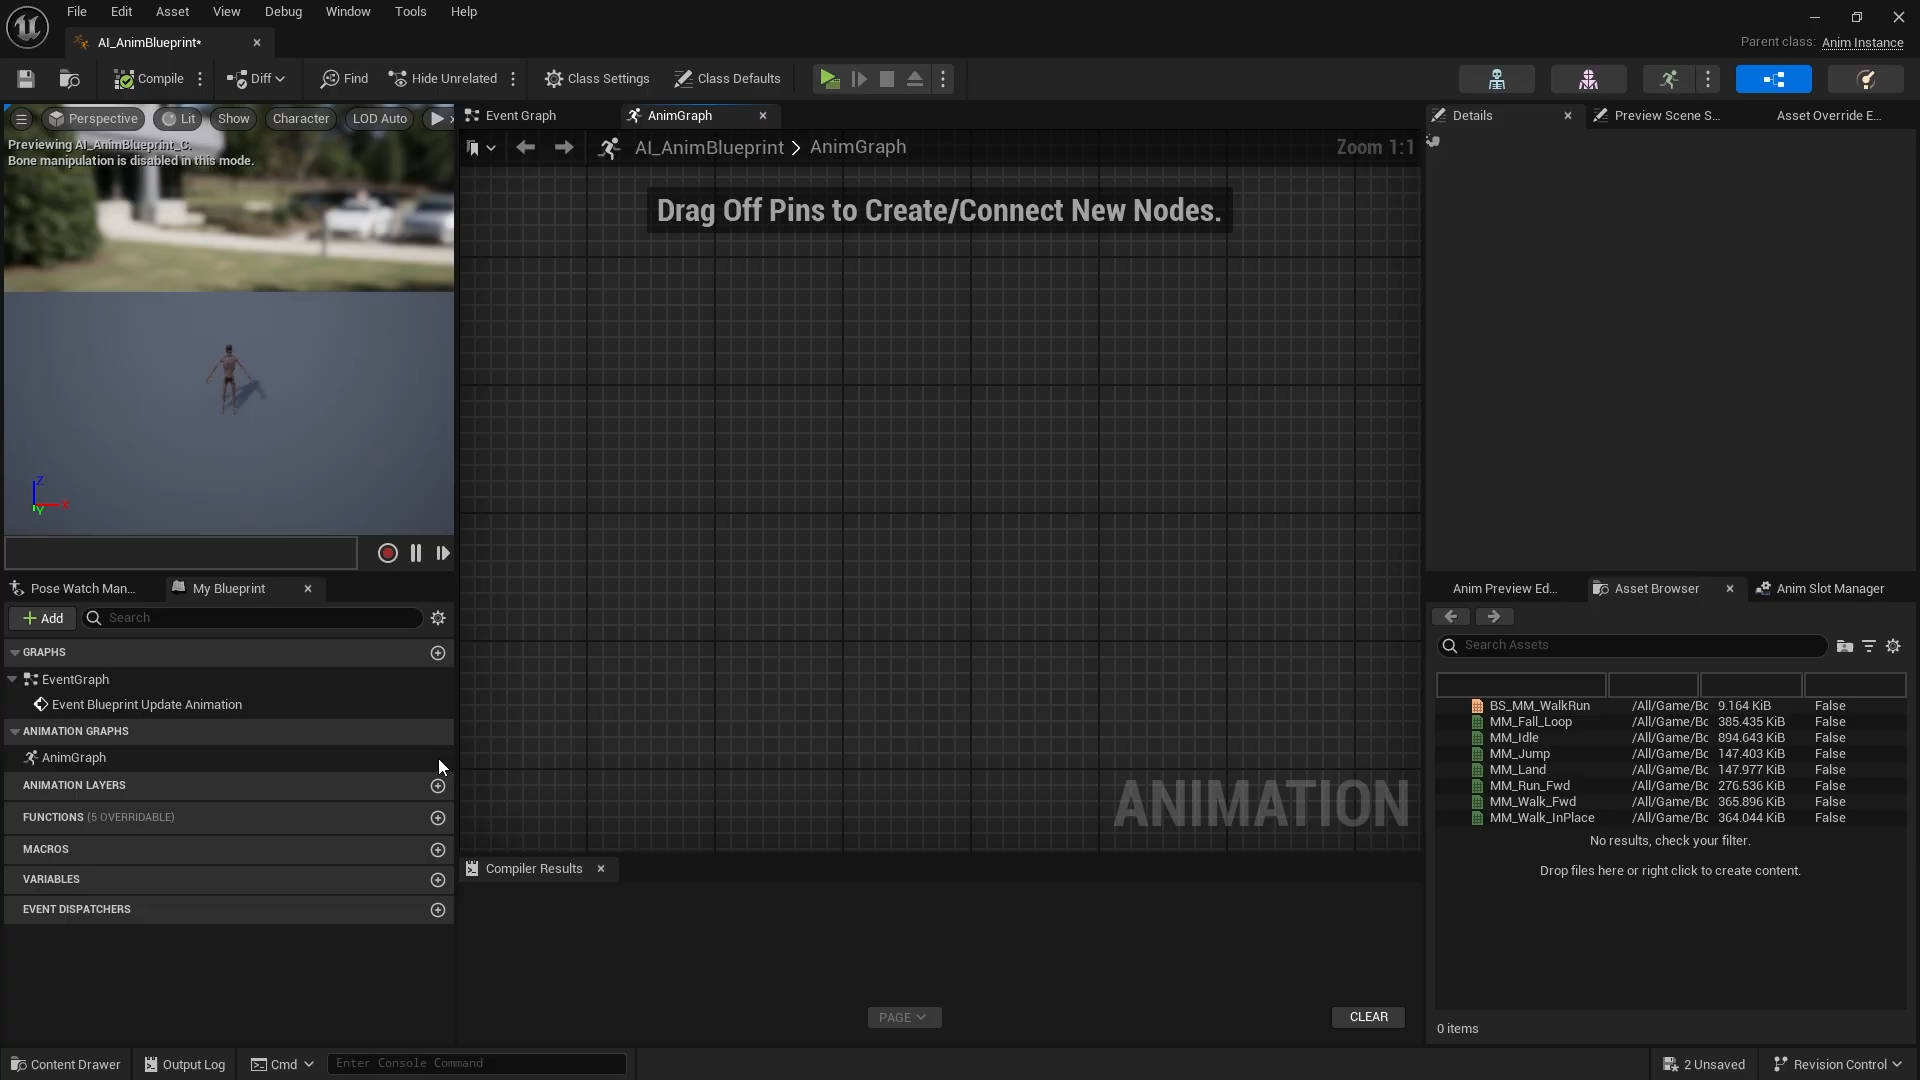 File Edit Asset View Debug Window Tools Help
AI_AnimBlueprint*
Parent class: Anim Instance
Compile Diff Find Hide Unrelated Class Settings Class Defaults
Perspective Lit Show Character LOD Auto
Previewing AI_AnimBlueprint_C.
Bone manipulation is disabled in this mode.
Z
X
Y
Event Graph AnimGraph
AI_AnimBlueprint > AnimGraph Zoom 1:1
Drag Off Pins to Create/Connect New Nodes.
ANIMATION
Details Preview Scene S... Asset Override E...
Pose Watch Man... My Blueprint
+ Add Search
GRAPHS
EventGraph
Event Blueprint Update Animation
ANIMATION GRAPHS
AnimGraph
ANIMATION LAYERS
FUNCTIONS (5 OVERRIDABLE)
MACROS
VARIABLES
EVENT DISPATCHERS
Compiler Results
PAGE CLEAR
Anim Preview Ed... Asset Browser Anim Slot Manager
Search Assets
BS_MM_WalkRun /All/Game/Bc 9.164 KiB False
MM_Fall_Loop /All/Game/Bc 385.435 KiB False
MM_Idle /All/Game/Bc 894.643 KiB False
MM_Jump /All/Game/Bc 147.403 KiB False
MM_Land /All/Game/Bc 147.977 KiB False
MM_Run_Fwd /All/Game/Bc 276.536 KiB False
MM_Walk_Fwd /All/Game/Bc 365.896 KiB False
MM_Walk_InPlace /All/Game/Bc 364.044 KiB False
No results, check your filter.
Drop files here or right click to create content.
0 items
Content Drawer Output Log Cmd Enter Console Command 2 Unsaved Revision Control